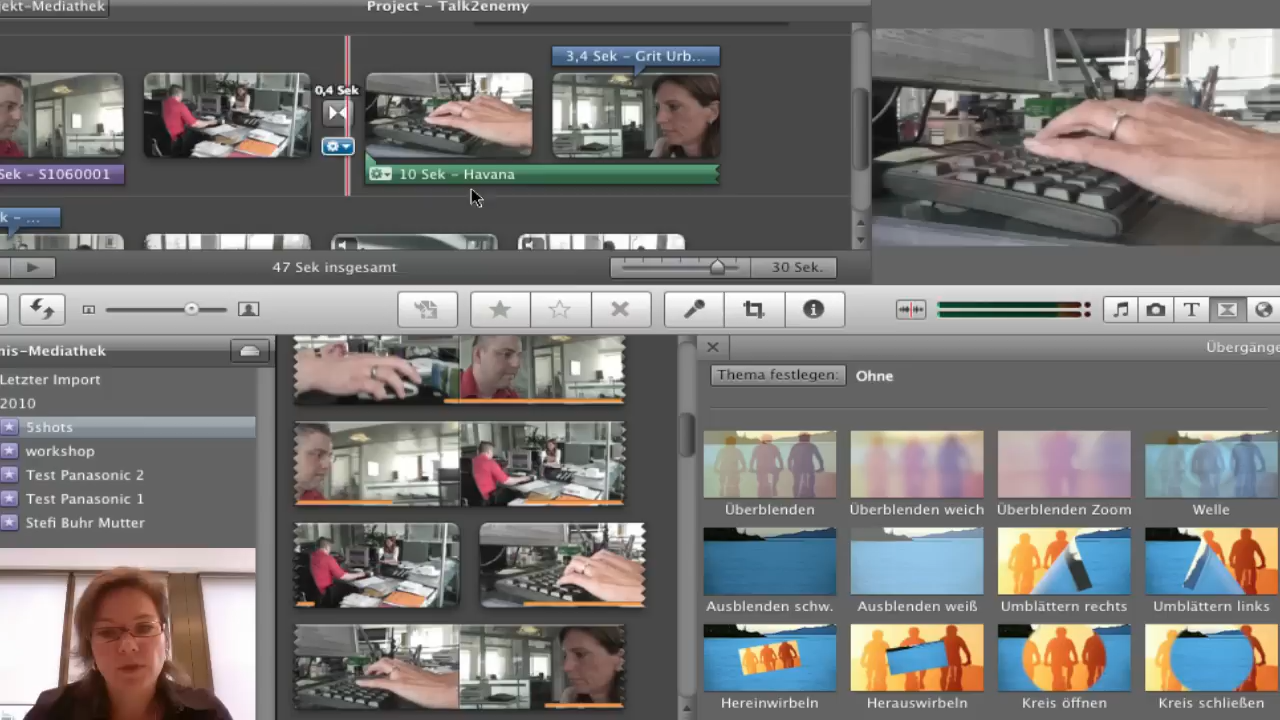 jekt-Mediathek
Project - Talk2enemy
3,4 Sek - Grit Urb...
0,4 Sek
Sek - S1060001
10 Sek - Havana
k - ...
47 Sek insgesamt
30 Sek.
T
nis-Mediathek
Übergänge
Letzter Import
Thema festlegen:
Ohne
2010
5shots
workshop
Test Panasonic 2
Test Panasonic 1
Stefi Buhr Mutter
Überblenden
Überblenden weich
Überblenden Zoom
Welle
Ausblenden schw.
Ausblenden weiß
Umblättern rechts
Umblättern links
Hereinwirbeln
Herauswirbeln
Kreis öffnen
Kreis schließen